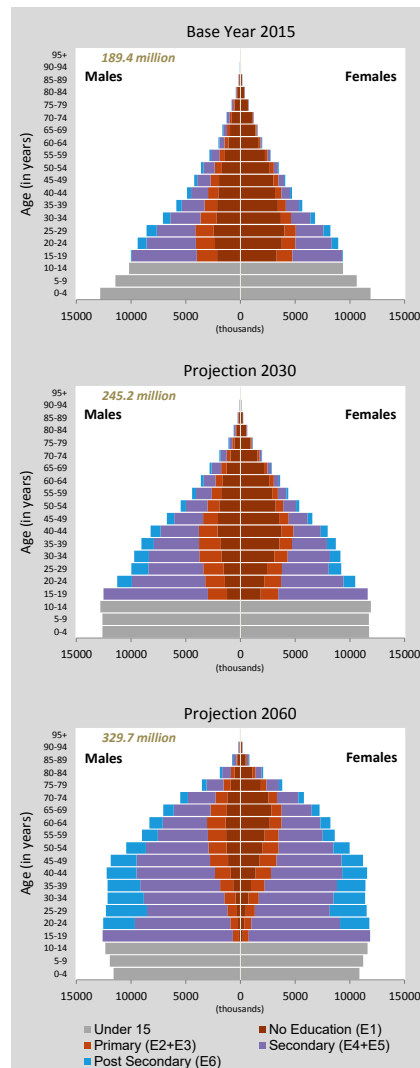 Base Year 2015
189.4 million
Males
Females
Age (in years)
95+
90-94
85-89
80-84
75-79
70-74
65-69
60-64
55-59
50-54
45-49
40-44
35-39
30-34
25-29
20-24
15-19
10-14
5-9
0-4
15000 10000 5000 0 5000 10000 15000
(thousands)
Projection 2030
245.2 million
Males
Females
Age (in years)
95+
90-94
85-89
80-84
75-79
70-74
65-69
60-64
55-59
50-54
45-49
40-44
35-39
30-34
25-29
20-24
15-19
10-14
5-9
0-4
15000 10000 5000 0 5000 10000 15000
(thousands)
Projection 2060
329.7 million
Males
Females
Age (in years)
95+
90-94
85-89
80-84
75-79
70-74
65-69
60-64
55-59
50-54
45-49
40-44
35-39
30-34
25-29
20-24
15-19
10-14
5-9
0-4
15000 10000 5000 0 5000 10000 15000
(thousands)
Under 15 No Education (E1)
Primary (E2+E3) Secondary (E4+E5)
Post Secondary (E6)